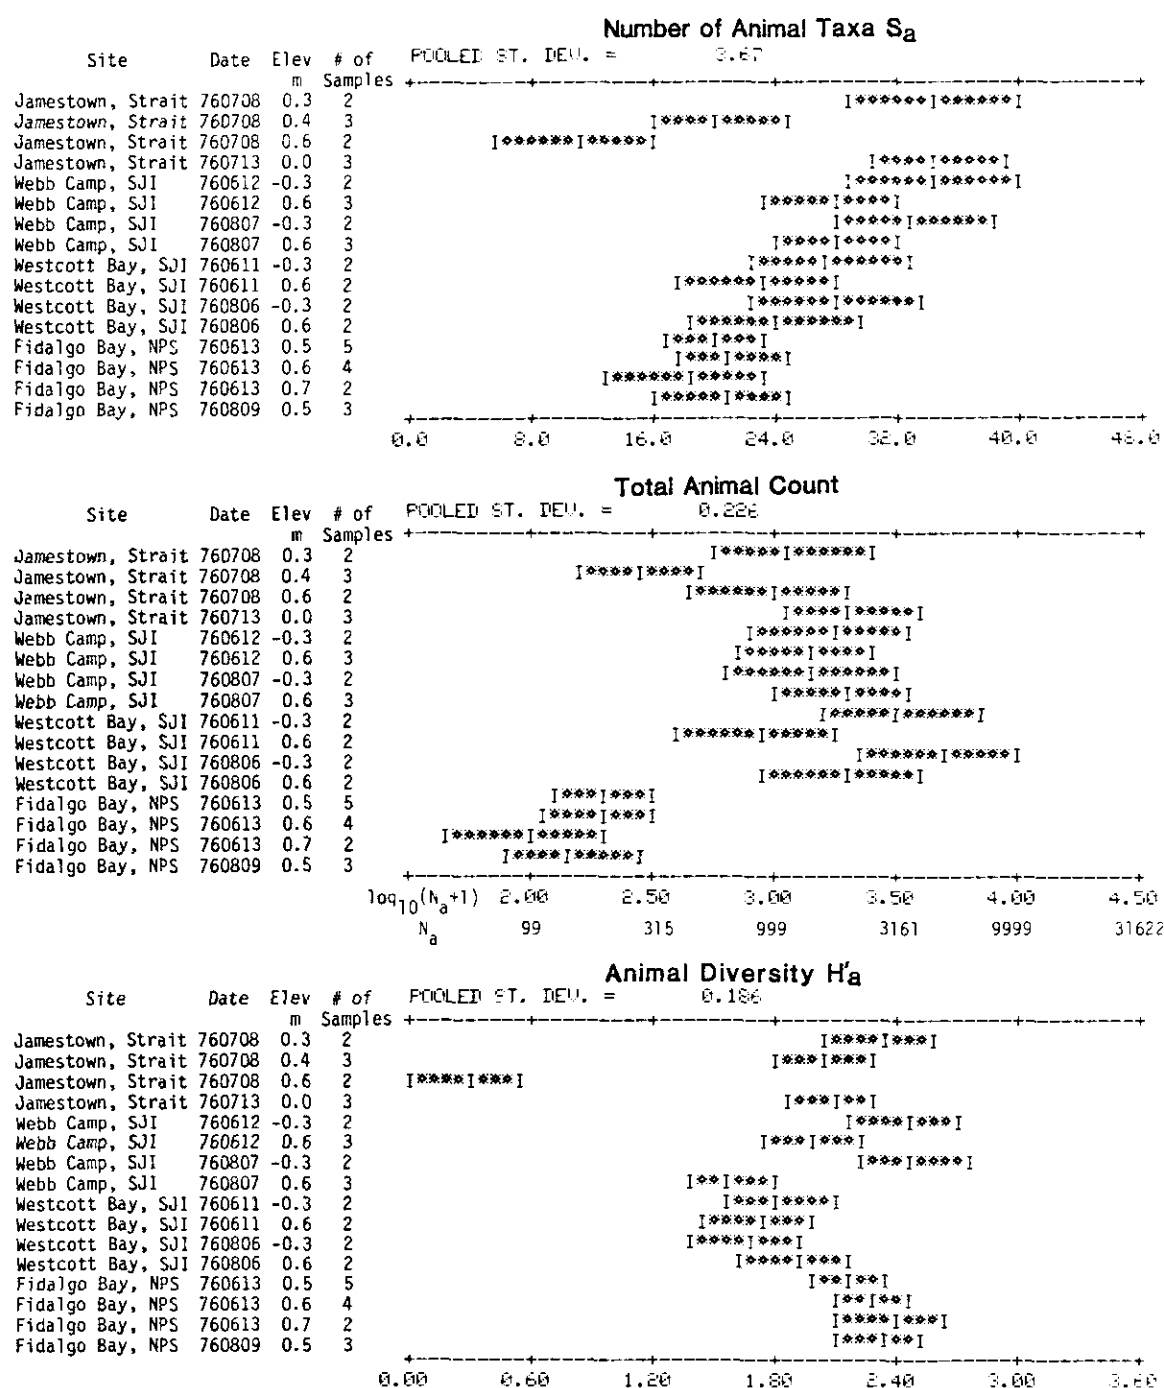 Number of Animal Taxa Sa
Site Date Elev # of POOLED ST. DEV. = 3.67
m Samples
Jamestown, Strait 760708 0.3 2
Jamestown, Strait 760708 0.4 3
Jamestown, Strait 760708 0.6 2
Jamestown, Strait 760713 0.0 3
Webb Camp, SJI 760612 -0.3 2
Webb Camp, SJI 760612 0.6 3
Webb Camp, SJI 760807 -0.3 2
Webb Camp, SJI 760807 0.6 3
Westcott Bay, SJI 760611 -0.3 2
Westcott Bay, SJI 760611 0.6 2
Westcott Bay, SJI 760806 -0.3 2
Westcott Bay, SJI 760806 0.6 2
Fidalgo Bay, NPS 760613 0.5 5
Fidalgo Bay, NPS 760613 0.6 4
Fidalgo Bay, NPS 760613 0.7 2
Fidalgo Bay, NPS 760809 0.5 3
0.0 8.0 16.0 24.0 32.0 40.0 48.0
Total Animal Count
Site Date Elev # of POOLED ST. DEV. = 0.226
m Samples
Jamestown, Strait 760708 0.3 2
Jamestown, Strait 760708 0.4 3
Jamestown, Strait 760708 0.6 2
Jamestown, Strait 760713 0.0 3
Webb Camp, SJI 760612 -0.3 2
Webb Camp, SJI 760612 0.6 3
Webb Camp, SJI 760807 -0.3 2
Webb Camp, SJI 760807 0.6 3
Westcott Bay, SJI 760611 -0.3 2
Westcott Bay, SJI 760611 0.6 2
Westcott Bay, SJI 760806 -0.3 2
Westcott Bay, SJI 760806 0.6 2
Fidalgo Bay, NPS 760613 0.5 5
Fidalgo Bay, NPS 760613 0.6 4
Fidalgo Bay, NPS 760613 0.7 2
Fidalgo Bay, NPS 760809 0.5 3
log10(Na+1) 2.00 2.50 3.00 3.50 4.00 4.50
Na 99 315 999 3161 9999 31622
Animal Diversity H'a
Site Date Elev # of POOLED ST. DEV. = 0.186
m Samples
Jamestown, Strait 760708 0.3 2
Jamestown, Strait 760708 0.4 3
Jamestown, Strait 760708 0.6 2
Jamestown, Strait 760713 0.0 3
Webb Camp, SJI 760612 -0.3 2
Webb Camp, SJI 760612 0.6 3
Webb Camp, SJI 760807 -0.3 2
Webb Camp, SJI 760807 0.6 3
Westcott Bay, SJI 760611 -0.3 2
Westcott Bay, SJI 760611 0.6 2
Westcott Bay, SJI 760806 -0.3 2
Westcott Bay, SJI 760806 0.6 2
Fidalgo Bay, NPS 760613 0.5 5
Fidalgo Bay, NPS 760613 0.6 4
Fidalgo Bay, NPS 760613 0.7 2
Fidalgo Bay, NPS 760809 0.5 3
0.00 0.60 1.20 1.80 2.40 3.00 3.60